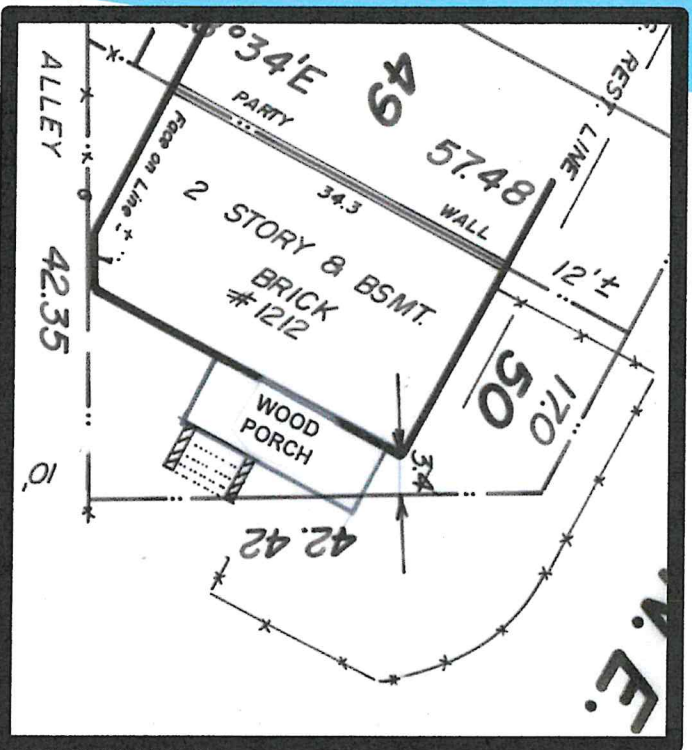 °34'E
49
57.48
REST. LINE
ALLEY
PARTY
WALL
34.3
Face on Line ±
2 STORY & BSMT.
BRICK
#1212
12'±
42.35
50
17.0
WOOD
PORCH
3.4
10'
42.42
N.E.